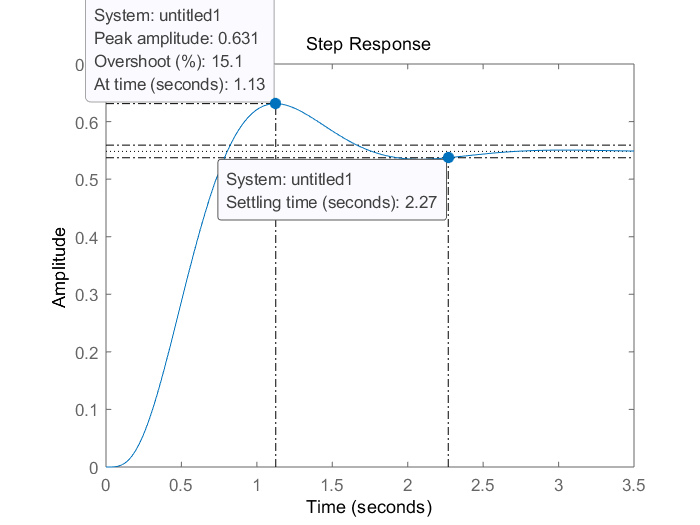 System: untitled1
Peak amplitude: 0.631
Overshoot (%): 15.1
At time (seconds): 1.13
Step Response
0.6
System: untitled1
Settling time (seconds): 2.27
0.5
0.4
Amplitude
0.3
0.2
0.1
0
0 0.5 1 1.5 2 2.5 3 3.5
Time (seconds)